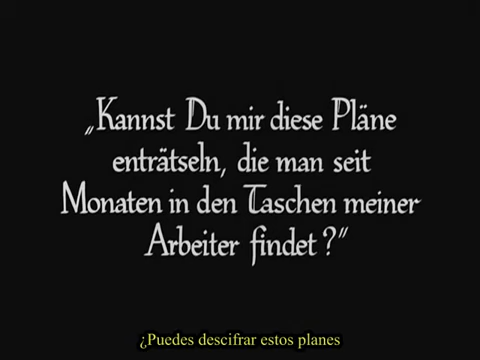 „Kannst Du mir diese Pläne
enträtseln, die man seit
Monaten in den Taschen meiner
Arbeiter findet?"
¿Puedes descifrar estos planes